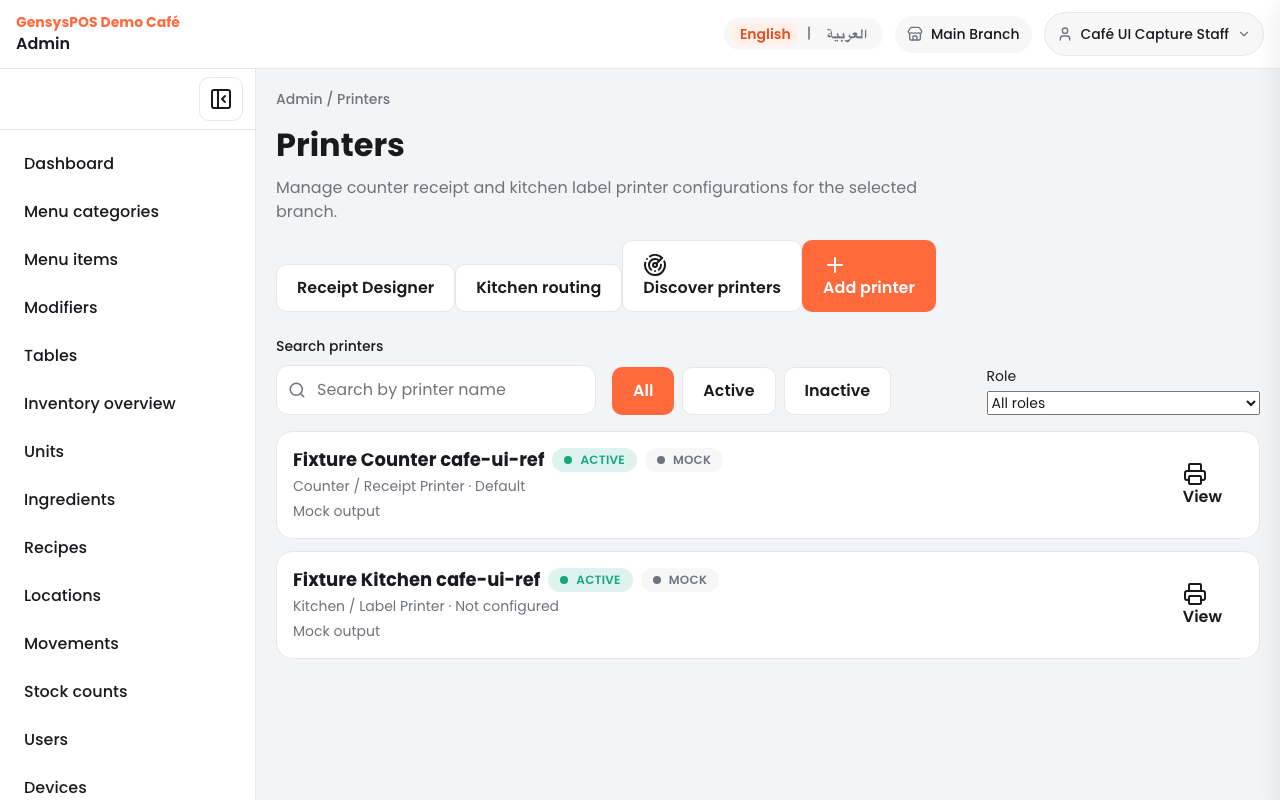 GensysPOS Demo Café
Admin
English | العربية
Main Branch
Café UI Capture Staff
Dashboard
Menu categories
Menu items
Modifiers
Tables
Inventory overview
Units
Ingredients
Recipes
Locations
Movements
Stock counts
Users
Devices
Admin / Printers
Printers
Manage counter receipt and kitchen label printer configurations for the selected
branch.
Receipt Designer
Kitchen routing
Discover printers
Add printer
Search printers
Search by printer name
All
Active
Inactive
Role
All roles
Fixture Counter cafe-ui-ref ACTIVE MOCK
Counter / Receipt Printer · Default
Mock output
View
Fixture Kitchen cafe-ui-ref ACTIVE MOCK
Kitchen / Label Printer · Not configured
Mock output
View